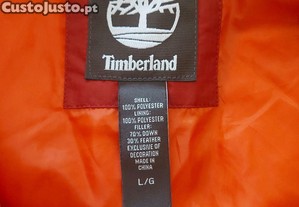 CustoJusto.pt
Timberland
SHELL:
100% POLYESTER
LINING:
100% POLYESTER
FILLER:
70% DOWN
30% FEATHER
EXCLUSIVE OF
DECORATION
MADE IN
CHINA
L/G